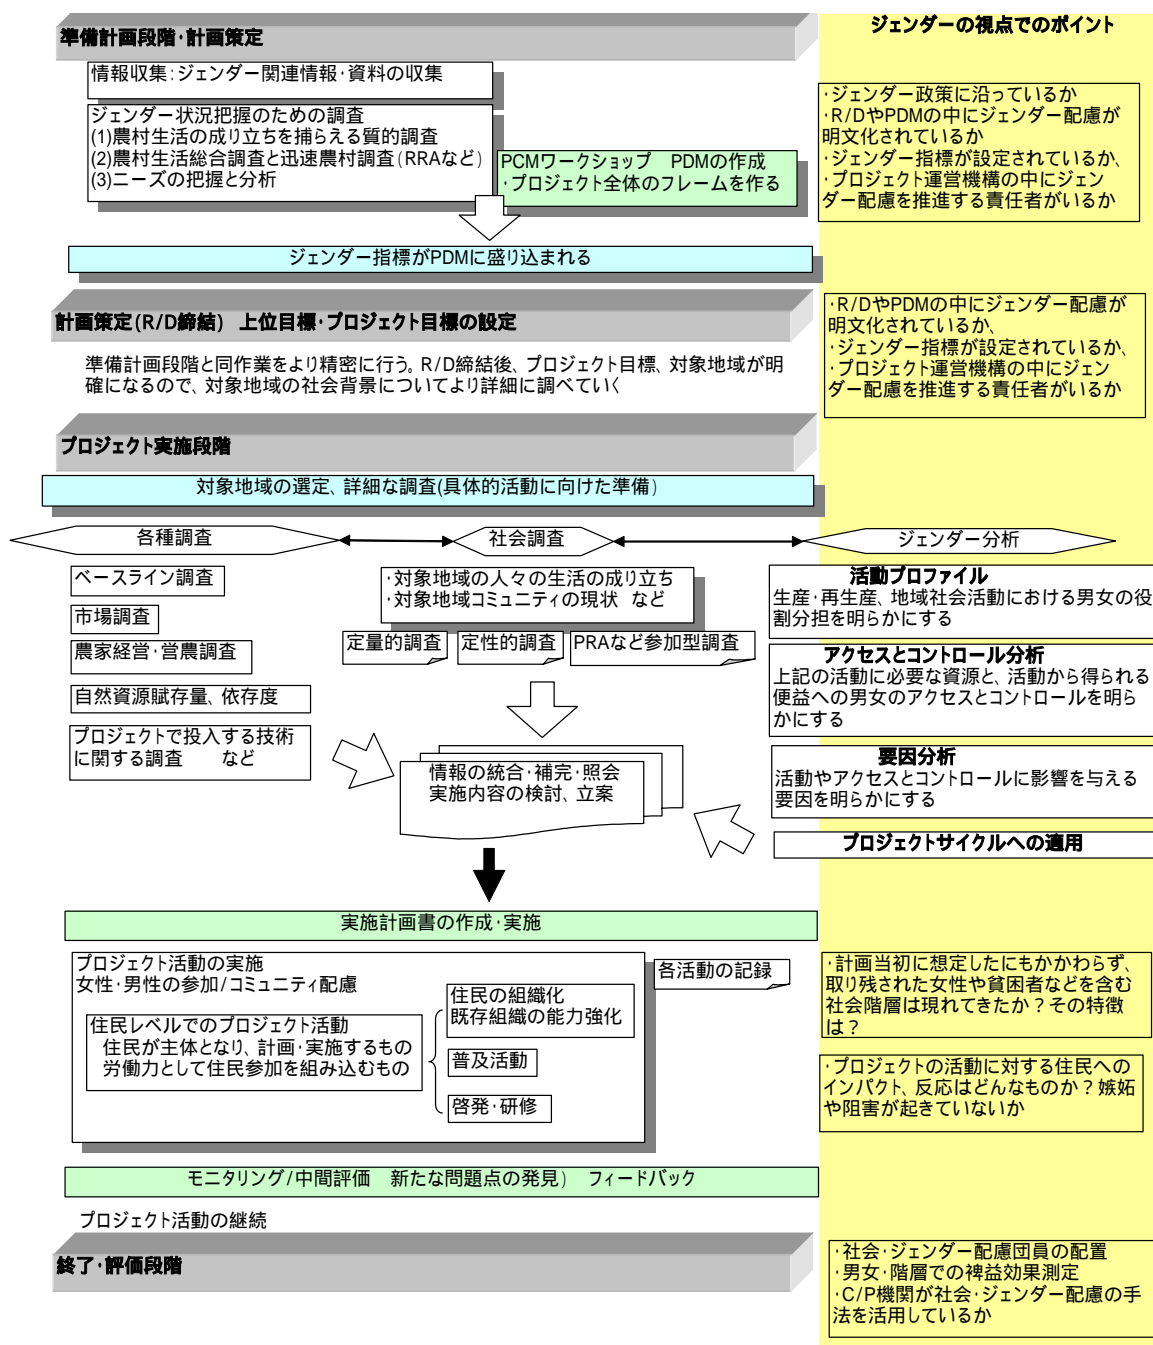 準備計画段階・計画策定
ジェンダーの視点でのポイント
情報収集:ジェンダー関連情報・資料の収集
ジェンダー状況把握のための調査
(1)農村生活の成り立ちを捕らえる質的調査
(2)農村生活総合調査と迅速農村調査(RRAなど)
(3)ニーズの把握と分析
PCMワークショップ　PDMの作成
・プロジェクト全体のフレームを作る
・ジェンダー政策に沿っているか
・R/DやPDMの中にジェンダー配慮が
明文化されているか
・ジェンダー指標が設定されているか、
・プロジェクト運営機構の中にジェン
ダー配慮を推進する責任者がいるか
ジェンダー指標がPDMに盛り込まれる
計画策定(R/D締結)　上位目標・プロジェクト目標の設定
準備計画段階と同作業をより精密に行う。R/D締結後、プロジェクト目標、対象地域が明
確になるので、対象地域の社会背景についてより詳細に調べていく
・R/DやPDMの中にジェンダー配慮が
明文化されているか、
・ジェンダー指標が設定されているか、
・プロジェクト運営機構の中にジェン
ダー配慮を推進する責任者がいるか
プロジェクト実施段階
対象地域の選定、詳細な調査(具体的活動に向けた準備)
各種調査
社会調査
ジェンダー分析
ベースライン調査
市場調査
農家経営・営農調査
自然資源賦存量、依存度
プロジェクトで投入する技術
に関する調査　　など
・対象地域の人々の生活の成り立ち
・対象地域コミュニティの現状　など
定量的調査
定性的調査
PRAなど参加型調査
活動プロファイル
生産・再生産、地域社会活動における男女の役
割分担を明らかにする
アクセスとコントロール分析
上記の活動に必要な資源と、活動から得られる
便益への男女のアクセスとコントロールを明ら
かにする
要因分析
活動やアクセスとコントロールに影響を与える
要因を明らかにする
プロジェクトサイクルへの適用
情報の統合・補完・照会
実施内容の検討、立案
実施計画書の作成・実施
プロジェクト活動の実施
女性・男性の参加/コミュニティ配慮
住民レベルでのプロジェクト活動
住民が主体となり、計画・実施するもの
労働力として住民参加を組み込むもの
住民の組織化
既存組織の能力強化
普及活動
啓発・研修
各活動の記録
・計画当初に想定したにもかかわらず、
取り残された女性や貧困者などを含む
社会階層は現れてきたか？その特徴
は？
・プロジェクトの活動に対する住民への
インパクト、反応はどんなものか？嫉妬
や阻害が起きていないか
モニタリング/中間評価　新たな問題点の発見)　フィードバック
プロジェクト活動の継続
終了・評価段階
・社会・ジェンダー配慮団員の配置
・男女・階層での裨益効果測定
・C/P機関が社会・ジェンダー配慮の手
法を活用しているか